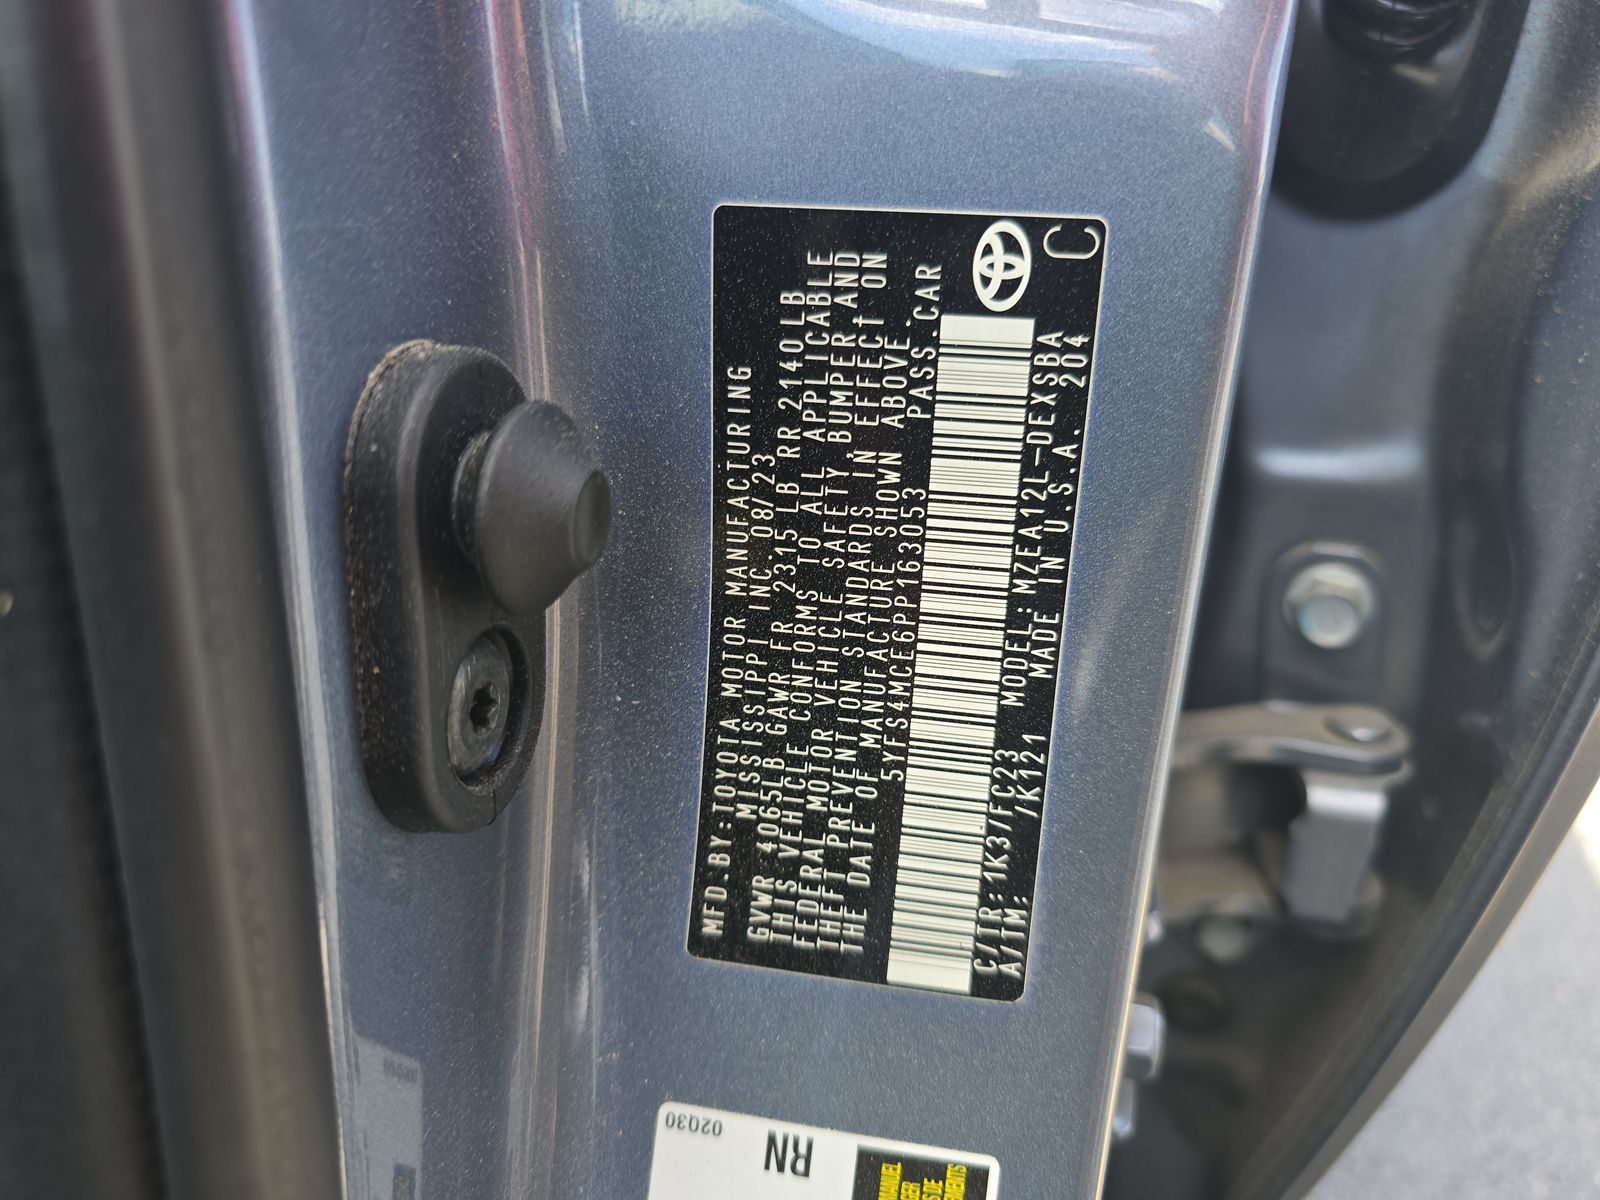 MFD.BY:TOYOTA MOTOR MANUFACTURING
MISSISSIPPI INC. 08/23
GVWR 4065LB GAWR FR 2315 LB RR 2140LB
THIS VEHICLE CONFORMS TO ALL APPLICABLE
FEDERAL MOTOR VEHICLE SAFETY BUMPER AND
THEFT PREVENTION STANDARDS IN EFFECT ON
THE DATE OF MANUFACTURE SHOWN ABOVE.
5YFS4MCE6PP163053 PASS.CAR
C/TR:1K3/FC23 MODEL:MZEA12L-DEXSBA
A/TM: /K121 MADE IN U.S.A. 204
C
02Q30
RN